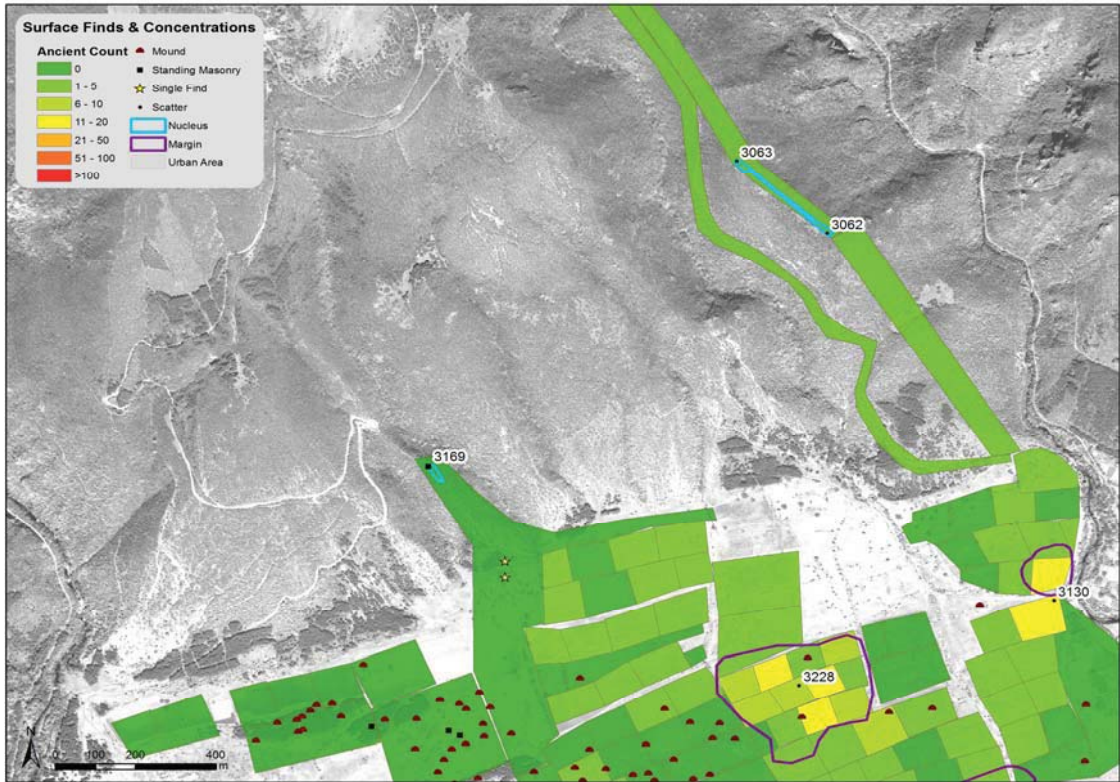 Surface Finds & Concentrations
Ancient Count
0
1 - 5
6 - 10
11 - 20
21 - 50
51 - 100
>100
Mound
Standing Masonry
Single Find
Scatter
Nucleus
Margin
Urban Area
3063
3062
3169
3130
3228
N
0 100 200 400
m